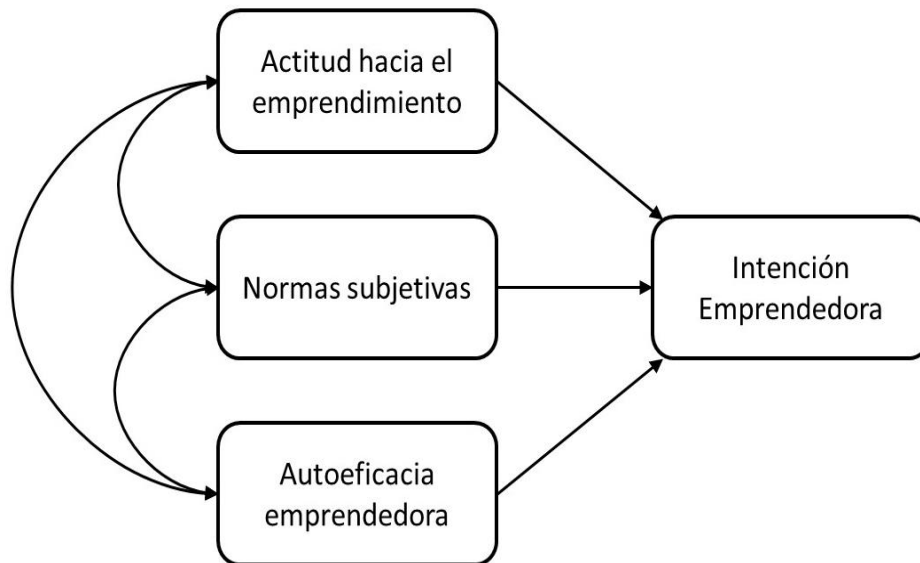 Actitud hacia el
emprendimiento
Normas subjetivas
Intención
Emprendedora
Autoeficacia
emprendedora